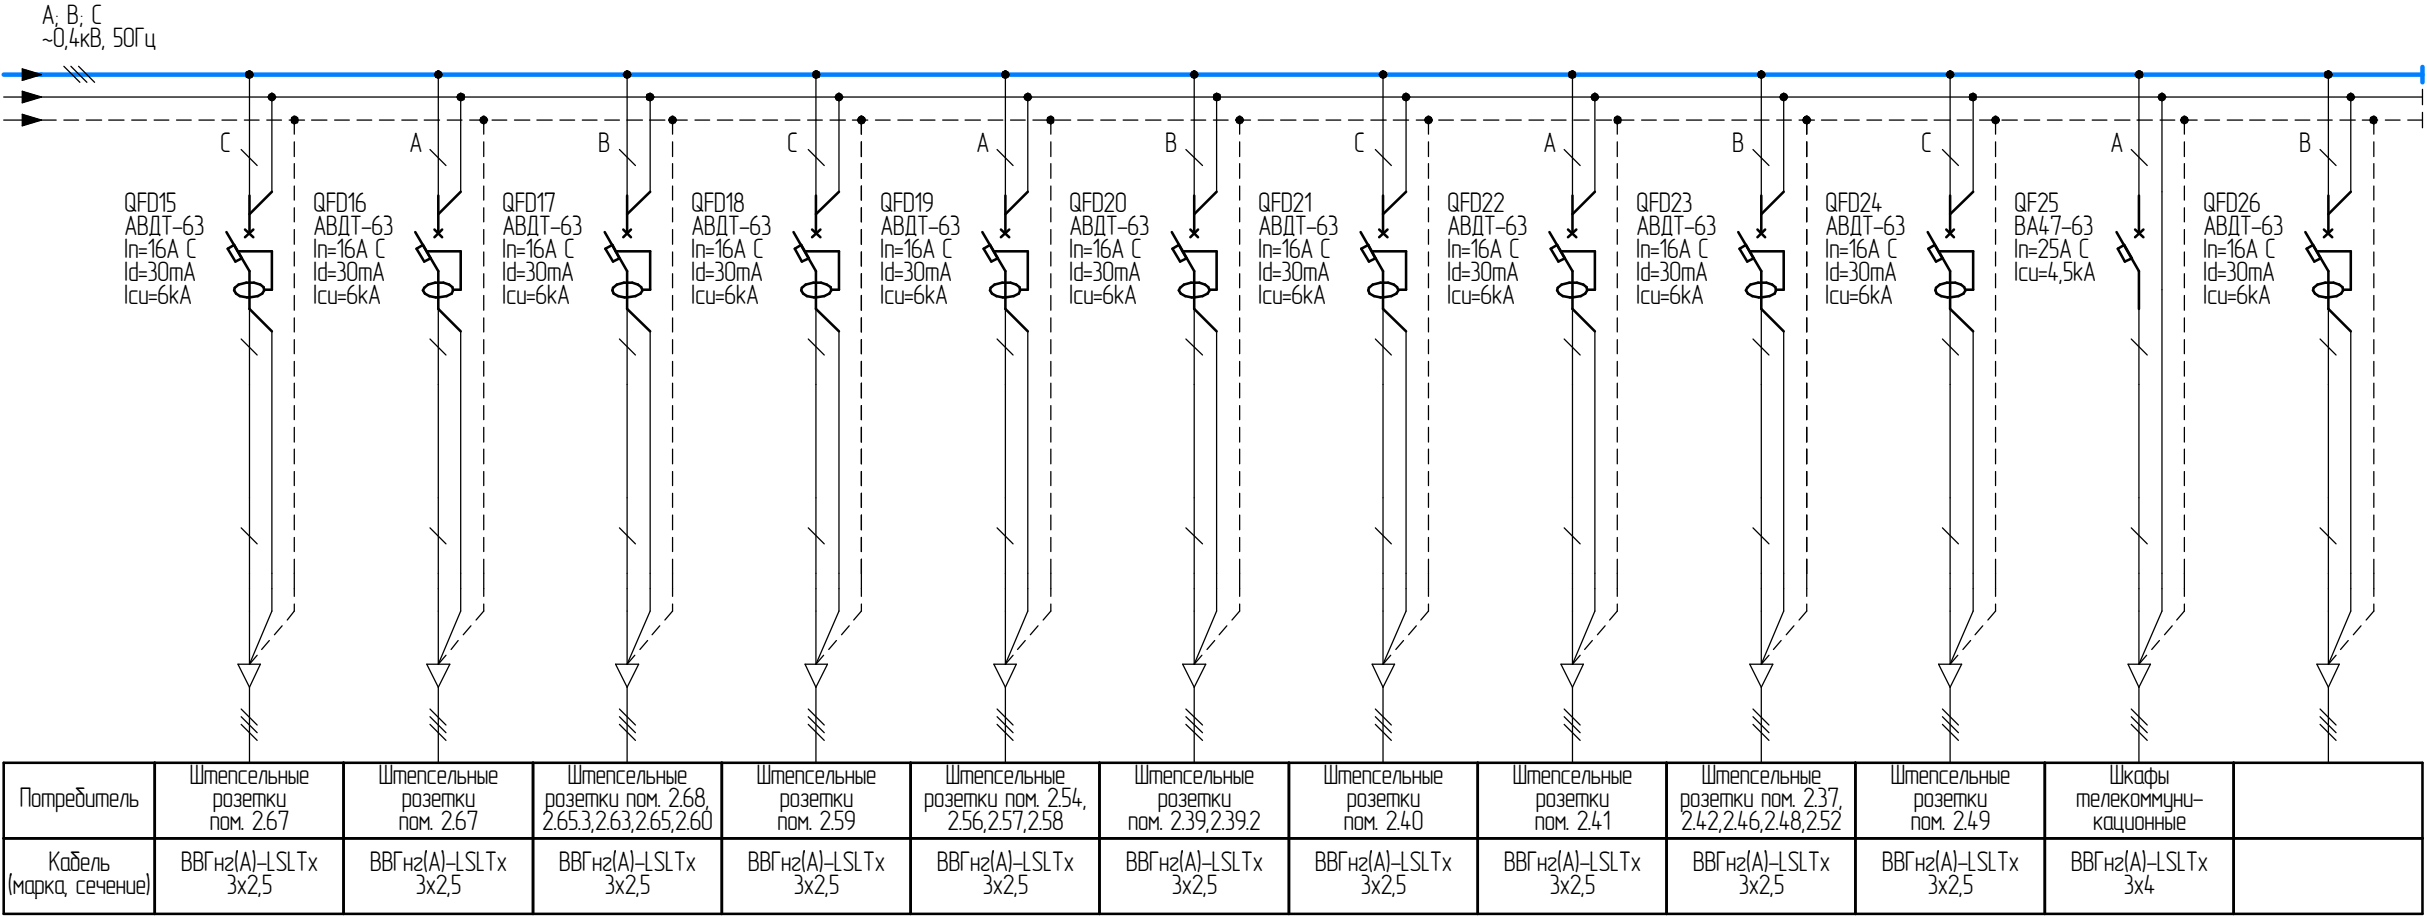 A; B; C
~0,4кВ, 50Гц
C
A
B
C
A
B
C
A
B
C
A
B
QFD15
АВДТ-63
In=16A C
Id=30mA
Icu=6kA
QFD16
АВДТ-63
In=16A C
Id=30mA
Icu=6kA
QFD17
АВДТ-63
In=16A C
Id=30mA
Icu=6kA
QFD18
АВДТ-63
In=16A C
Id=30mA
Icu=6kA
QFD19
АВДТ-63
In=16A C
Id=30mA
Icu=6kA
QFD20
АВДТ-63
In=16A C
Id=30mA
Icu=6kA
QFD21
АВДТ-63
In=16A C
Id=30mA
Icu=6kA
QFD22
АВДТ-63
In=16A C
Id=30mA
Icu=6kA
QFD23
АВДТ-63
In=16A C
Id=30mA
Icu=6kA
QFD24
АВДТ-63
In=16A C
Id=30mA
Icu=6kA
QF25
ВА47-63
In=25A C
Icu=4,5kA
QFD26
АВДТ-63
In=16A C
Id=30mA
Icu=6kA
Потребитель
Штепсельные
розетки
пом. 2.67
Штепсельные
розетки
пом. 2.67
Штепсельные
розетки пом. 2.68,
2.65.3,2.63,2.65,2.60
Штепсельные
розетки
пом. 2.59
Штепсельные
розетки пом. 2.54,
2.56,2.57,2.58
Штепсельные
розетки
пом. 2.39,2.39.2
Штепсельные
розетки
пом. 2.40
Штепсельные
розетки
пом. 2.41
Штепсельные
розетки пом. 2.37,
2.42,2.46,2.48,2.52
Штепсельные
розетки
пом. 2.49
Шкафы
телекоммуни-
кационные
Кабель
(марка, сечение)
ВВГнг(А)-LSLTx
3x2,5
ВВГнг(А)-LSLTx
3x2,5
ВВГнг(А)-LSLTx
3x2,5
ВВГнг(А)-LSLTx
3x2,5
ВВГнг(А)-LSLTx
3x2,5
ВВГнг(А)-LSLTx
3x2,5
ВВГнг(А)-LSLTx
3x2,5
ВВГнг(А)-LSLTx
3x2,5
ВВГнг(А)-LSLTx
3x2,5
ВВГнг(А)-LSLTx
3x2,5
ВВГнг(А)-LSLTx
3x4